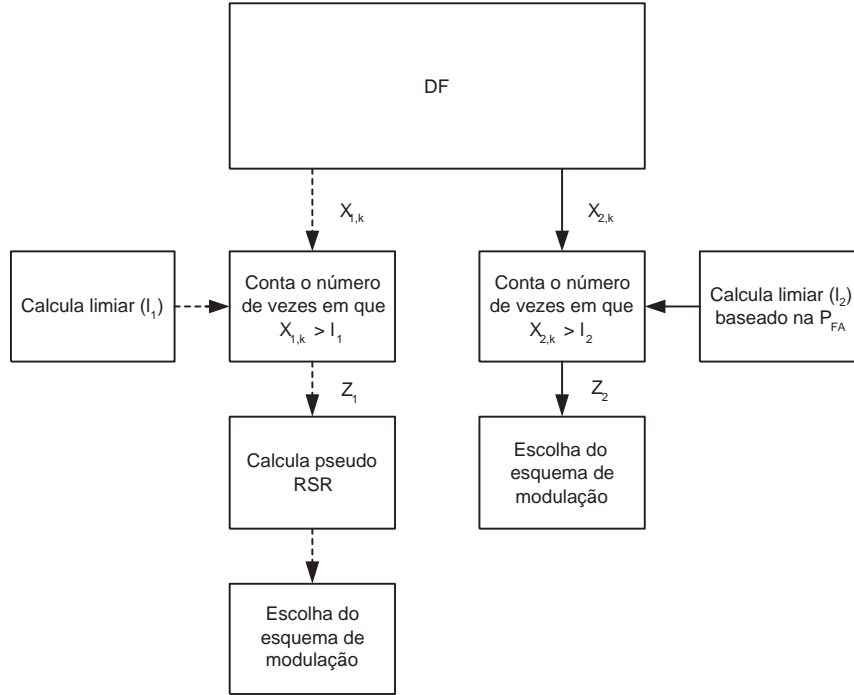 DF
X1,k
X2,k
Calcula limiar (l1)
Conta o número
de vezes em que
X1,k > l1
Conta o número
de vezes em que
X2,k > l2
Calcula limiar (l2)
baseado na PFA
Z1
Z2
Calcula pseudo
RSR
Escolha do
esquema de
modulação
Escolha do
esquema de
modulação